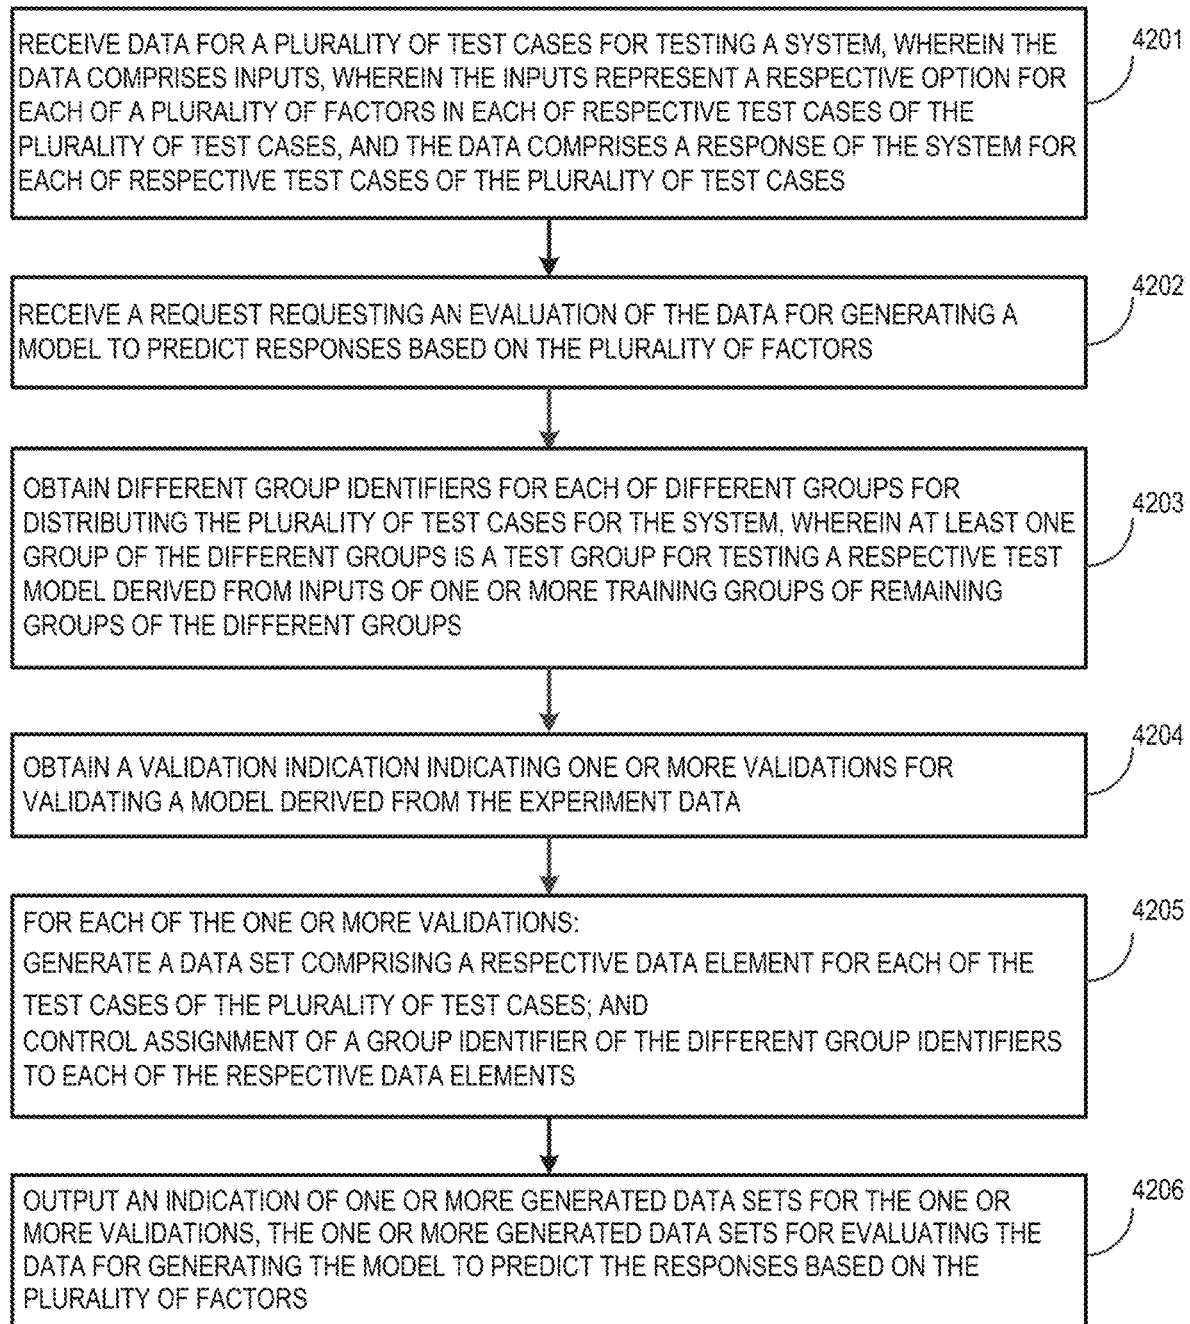 RECEIVE DATA FOR A PLURALITY OF TEST CASES FOR TESTING A SYSTEM, WHEREIN THE
DATA COMPRISES INPUTS, WHEREIN THE INPUTS REPRESENT A RESPECTIVE OPTION FOR
EACH OF A PLURALITY OF FACTORS IN EACH OF RESPECTIVE TEST CASES OF THE
PLURALITY OF TEST CASES, AND THE DATA COMPRISES A RESPONSE OF THE SYSTEM FOR
EACH OF RESPECTIVE TEST CASES OF THE PLURALITY OF TEST CASES
4201
RECEIVE A REQUEST REQUESTING AN EVALUATION OF THE DATA FOR GENERATING A
MODEL TO PREDICT RESPONSES BASED ON THE PLURALITY OF FACTORS
4202
OBTAIN DIFFERENT GROUP IDENTIFIERS FOR EACH OF DIFFERENT GROUPS FOR
DISTRIBUTING THE PLURALITY OF TEST CASES FOR THE SYSTEM, WHEREIN AT LEAST ONE
GROUP OF THE DIFFERENT GROUPS IS A TEST GROUP FOR TESTING A RESPECTIVE TEST
MODEL DERIVED FROM INPUTS OF ONE OR MORE TRAINING GROUPS OF REMAINING
GROUPS OF THE DIFFERENT GROUPS
4203
OBTAIN A VALIDATION INDICATION INDICATING ONE OR MORE VALIDATIONS FOR
VALIDATING A MODEL DERIVED FROM THE EXPERIMENT DATA
4204
FOR EACH OF THE ONE OR MORE VALIDATIONS:
GENERATE A DATA SET COMPRISING A RESPECTIVE DATA ELEMENT FOR EACH OF THE
TEST CASES OF THE PLURALITY OF TEST CASES; AND
CONTROL ASSIGNMENT OF A GROUP IDENTIFIER OF THE DIFFERENT GROUP IDENTIFIERS
TO EACH OF THE RESPECTIVE DATA ELEMENTS
4205
OUTPUT AN INDICATION OF ONE OR MORE GENERATED DATA SETS FOR THE ONE OR
MORE VALIDATIONS, THE ONE OR MORE GENERATED DATA SETS FOR EVALUATING THE
DATA FOR GENERATING THE MODEL TO PREDICT THE RESPONSES BASED ON THE
PLURALITY OF FACTORS
4206